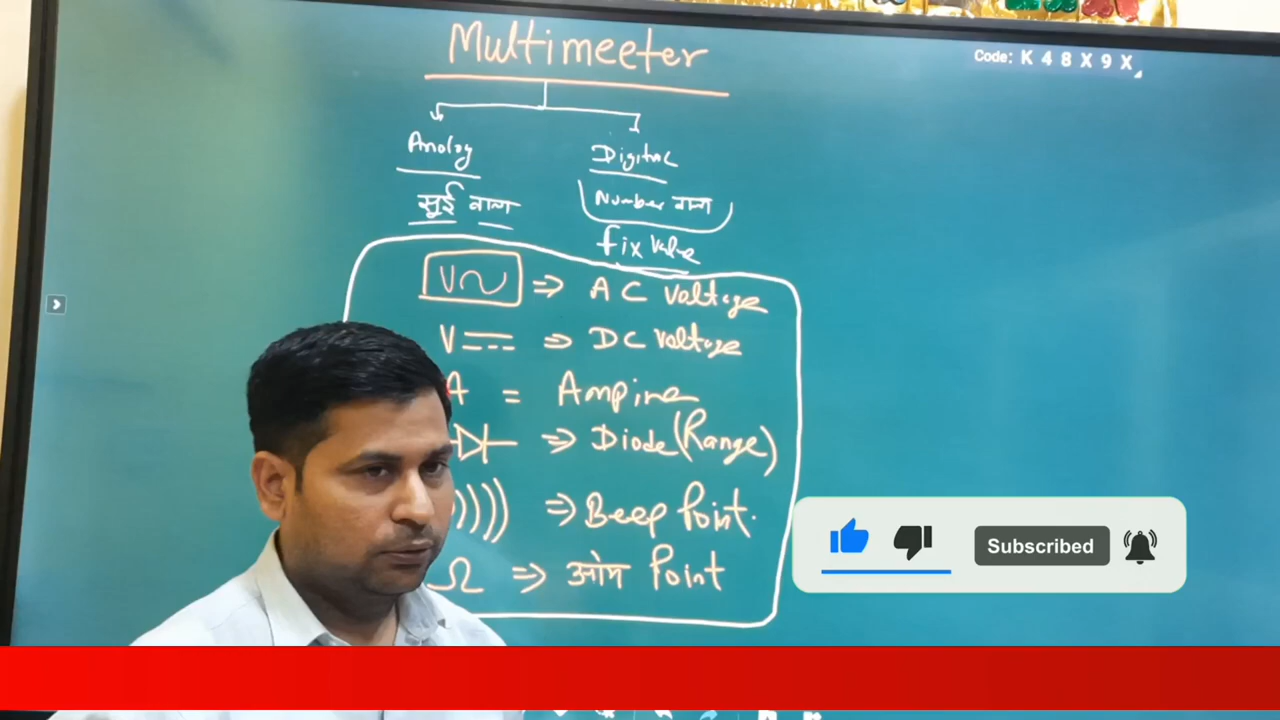 Multimeeter
Code: K 4 8 X 9 X
Analog
Digital
सुई वाला
Number वाला
fix value
V~ ⇒ AC voltage
V ⎓ ⇒ DC voltage
A = Ampire
⇒ Diode (Range)
)))) ⇒ Beep Point.
Ω ⇒ ओम Point
Subscribed